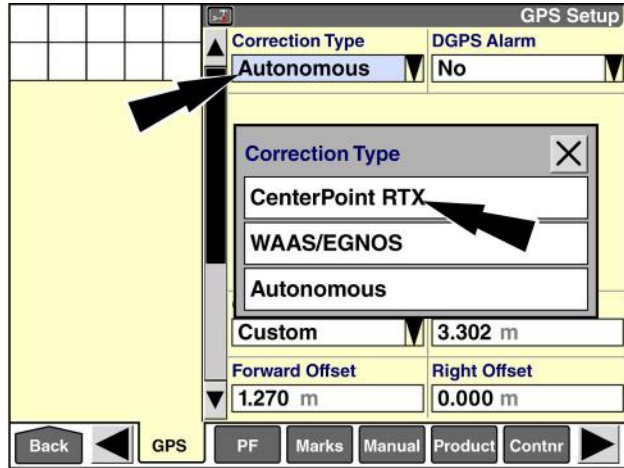 GPS Setup
Correction Type DGPS Alarm
Autonomous No
Correction Type
CenterPoint RTX
WAAS/EGNOS
Autonomous
Custom 3.302 m
Forward Offset Right Offset
1.270 m 0.000 m
Back GPS PF Marks Manual Product Contnr